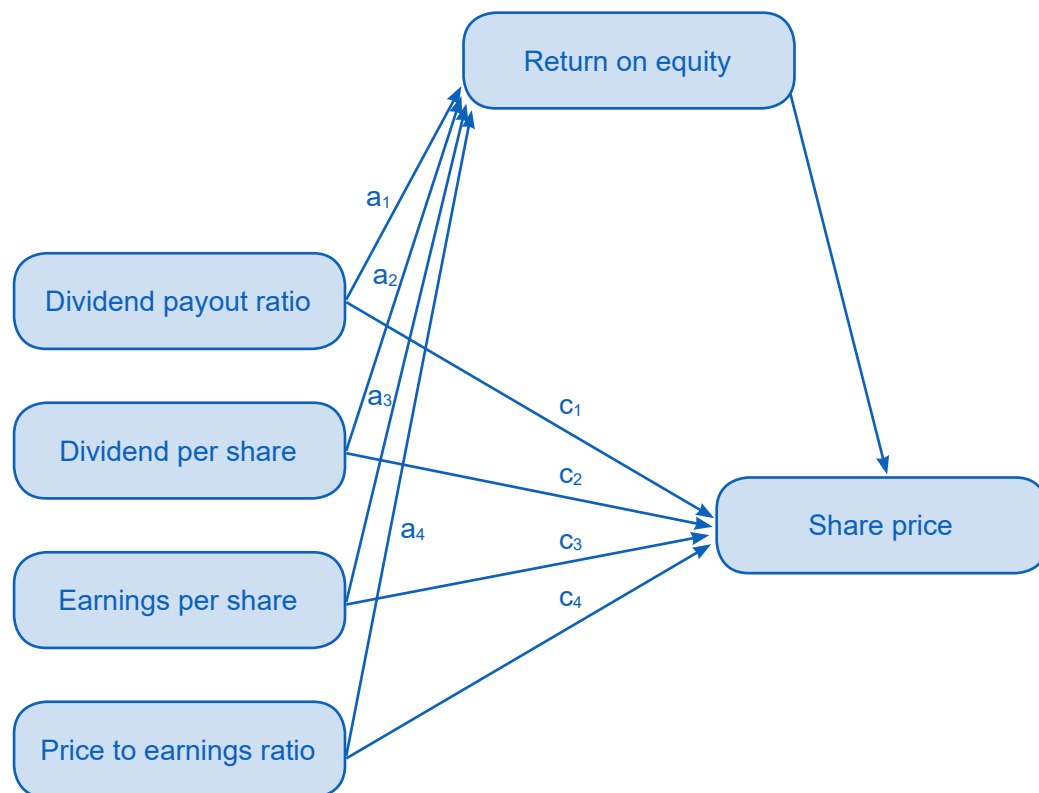 Return on equity
a₁
Dividend payout ratio
a₂
a₃
c₁
Dividend per share
c₂
a₄
Share price
c₃
Earnings per share
c₄
Price to earnings ratio